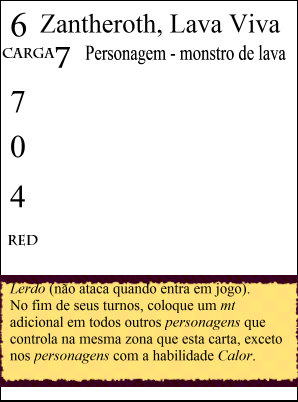 6 Zantheroth, Lava Viva
CARGA 7 Personagem - monstro de lava
7
0
4
RED
Lerdo (não ataca quando entra em jogo).
No fim de seus turnos, coloque um mt
adicional em todos outros personagens que
controla na mesma zona que esta carta, exceto
nos personagens com a habilidade Calor.